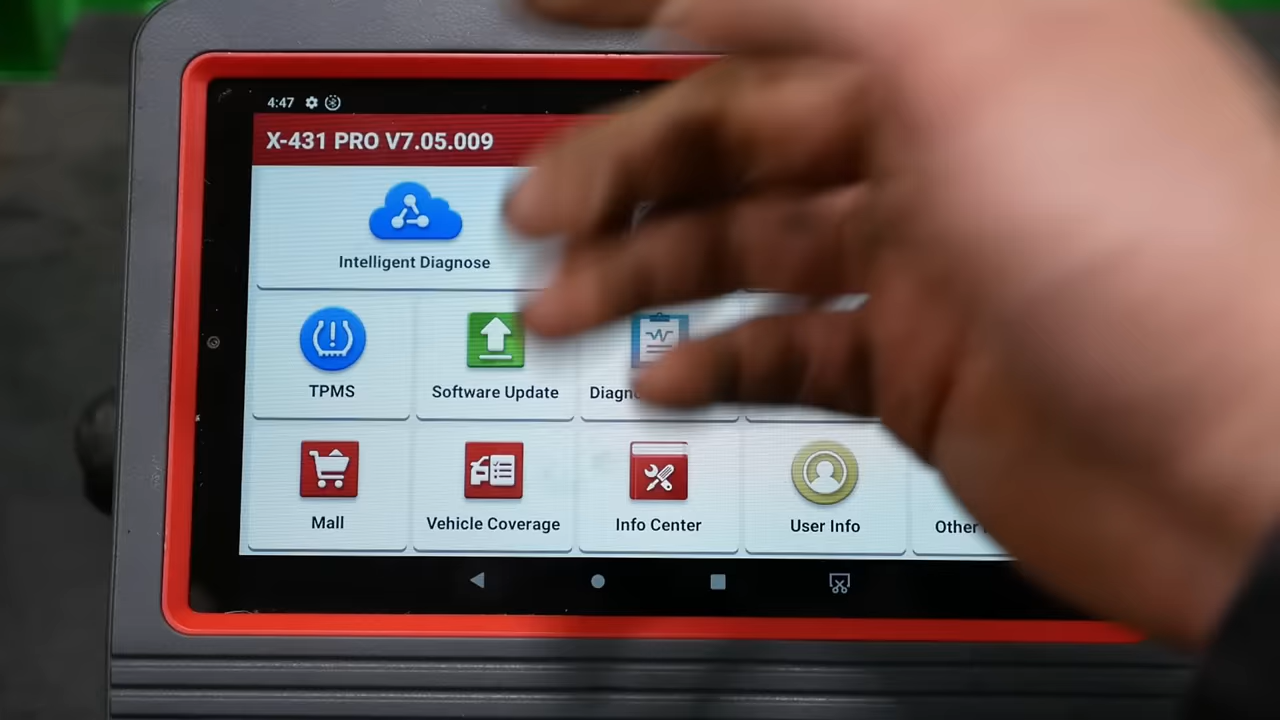 4:47
X-431 PRO V7.05.009
Intelligent Diagnose
TPMS
Software Update
Mall
Vehicle Coverage
Info Center
User Info
Other